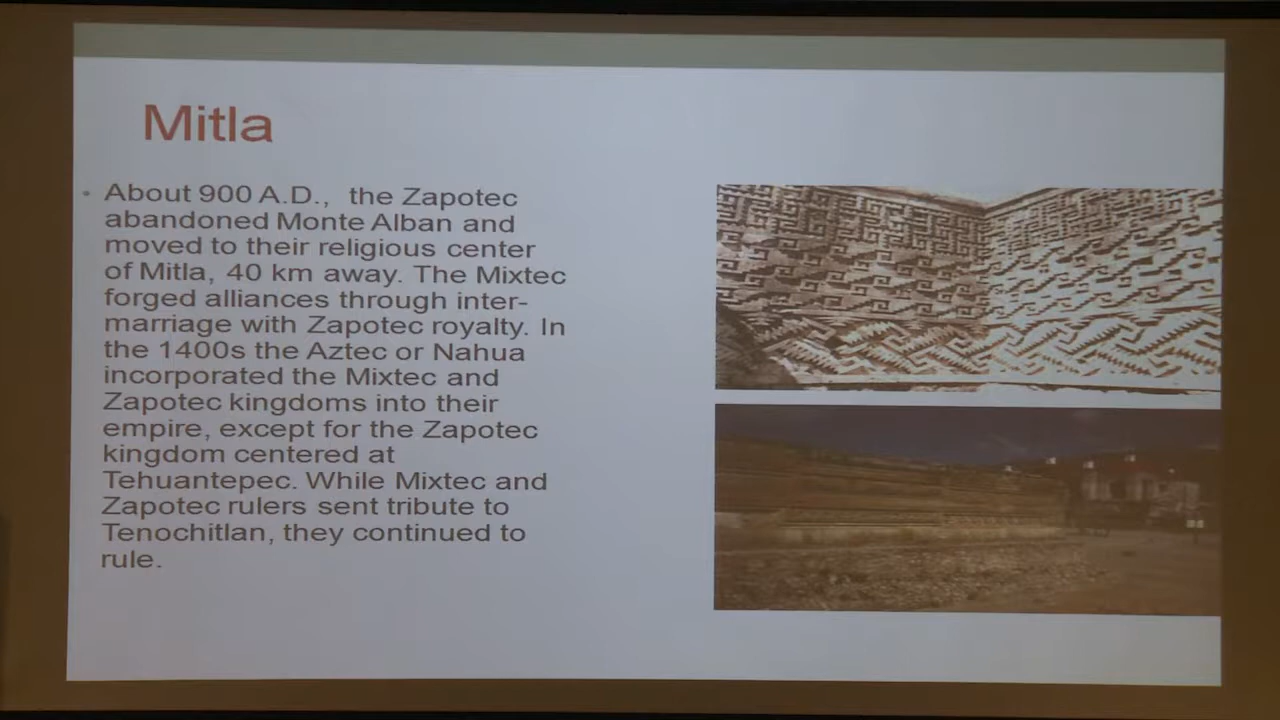 Mitla
• About 900 A.D., the Zapotec
abandoned Monte Alban and
moved to their religious center
of Mitla, 40 km away. The Mixtec
forged alliances through inter-
marriage with Zapotec royalty. In
the 1400s the Aztec or Nahua
incorporated the Mixtec and
Zapotec kingdoms into their
empire, except for the Zapotec
kingdom centered at
Tehuantepec. While Mixtec and
Zapotec rulers sent tribute to
Tenochitlan, they continued to
rule.